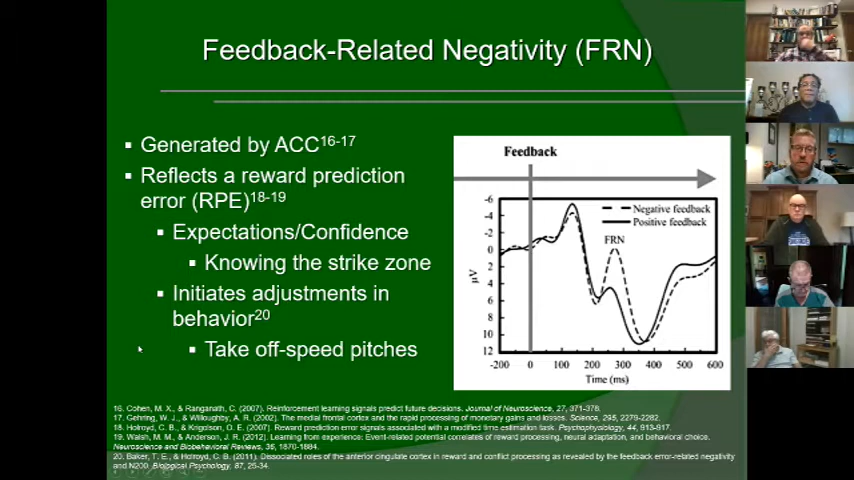 Feedback-Related Negativity (FRN)
Generated by ACC16-17
Reflects a reward prediction
error (RPE)18-19
Expectations/Confidence
Knowing the strike zone
Initiates adjustments in
behavior20
Take off-speed pitches
Feedback
-6
-4
-2
0
2
4
6
8
10
12
µV
Negative feedback
Positive feedback
FRN
-200 -100 0 100 200 300 400 500 600
Time (ms)
16. Cohen, M. X., & Ranganath, C. (2007). Reinforcement learning signals predict future decisions. Journal of Neuroscience, 27, 371-378.
17. Gehring, W. J., & Willoughby, A. R. (2002). The medial frontal cortex and the rapid processing of monetary gains and losses. Science, 295, 2279-2282.
18. Holroyd, C. B., & Krigolson, O. E. (2007). Reward prediction error signals associated with a modified time estimation task. Psychophysiology, 44, 913-917.
19. Walsh, M. M., & Anderson, J. R. (2012). Learning from experience: Event-related potential correlates of reward processing, neural adaptation, and behavioral choice.
Neuroscience and Biobehavioral Reviews, 36, 1870-1884.
20. Baker, T. E., & Holroyd, C. B. (2011). Dissociated roles of the anterior cingulate cortex in reward and conflict processing as revealed by the feedback error-related negativity
and N200. Biological Psychology, 87, 25-34.